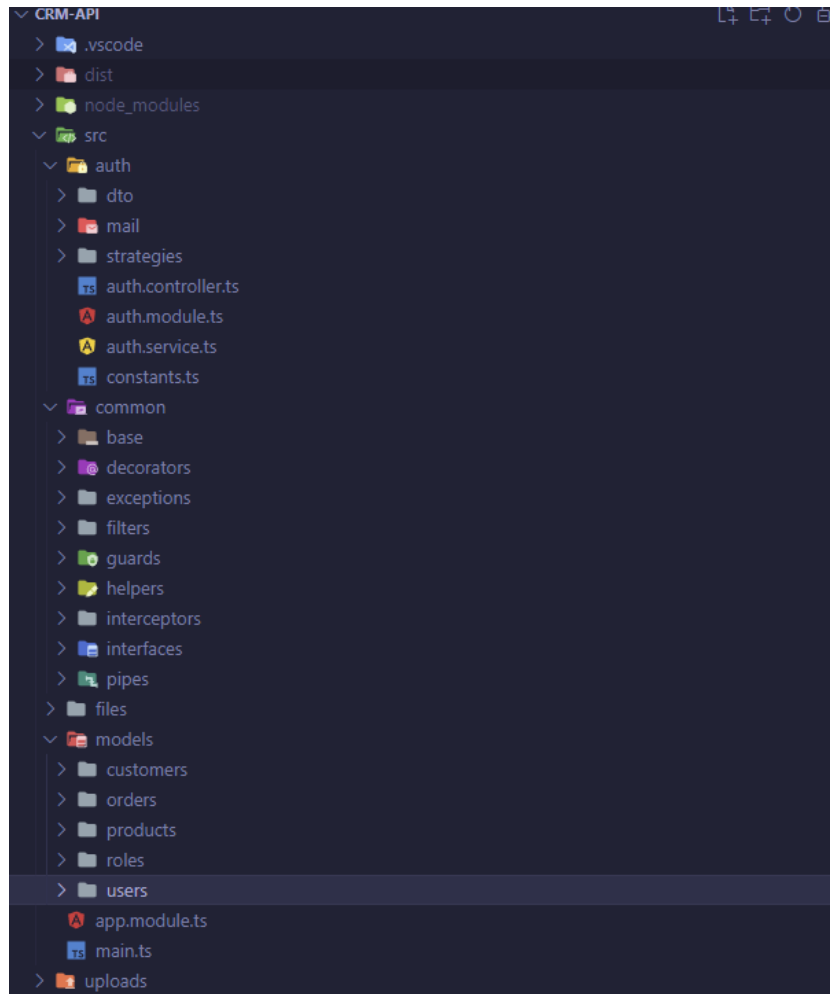 CRM-API
.vscode
dist
node_modules
src
auth
dto
mail
strategies
auth.controller.ts
auth.module.ts
auth.service.ts
constants.ts
common
base
decorators
exceptions
filters
guards
helpers
interceptors
interfaces
pipes
files
models
customers
orders
products
roles
users
app.module.ts
main.ts
uploads